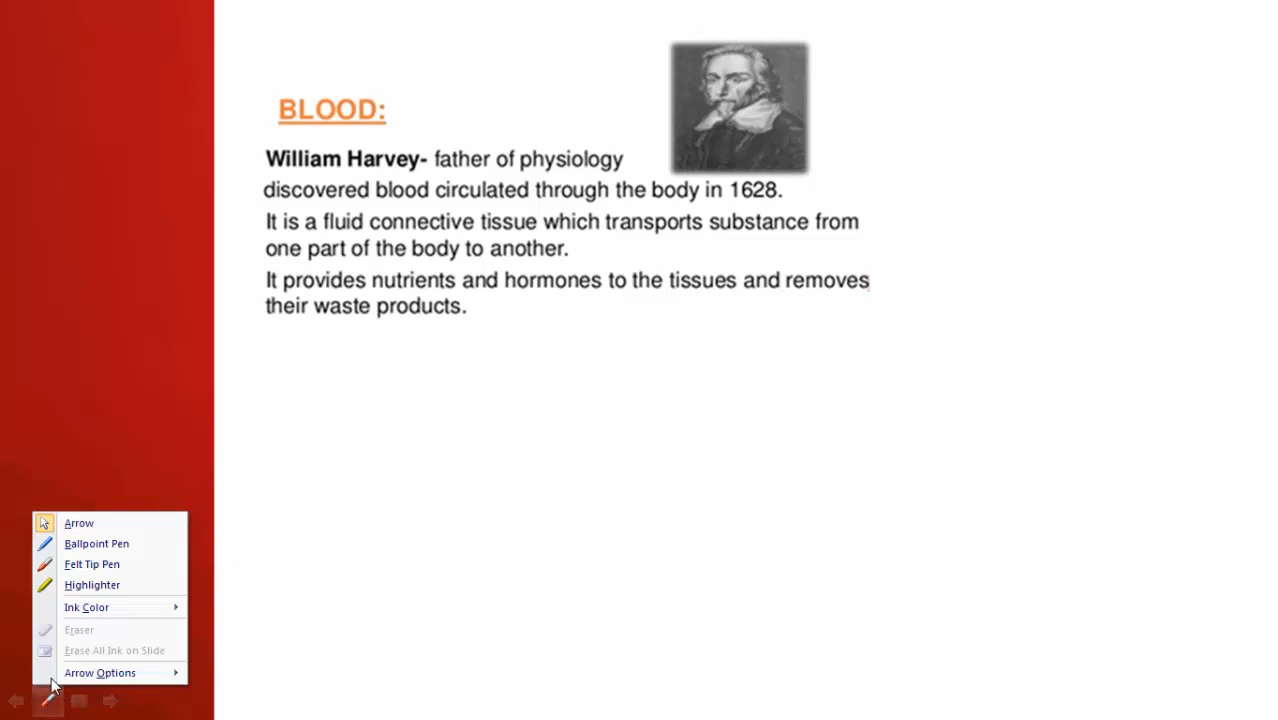 BLOOD:
William Harvey- father of physiology
discovered blood circulated through the body in 1628.
It is a fluid connective tissue which transports substance from
one part of the body to another.
It provides nutrients and hormones to the tissues and removes
their waste products.
Arrow
Ballpoint Pen
Felt Tip Pen
Highlighter
Ink Color
Eraser
Erase All Ink on Slide
Arrow Options